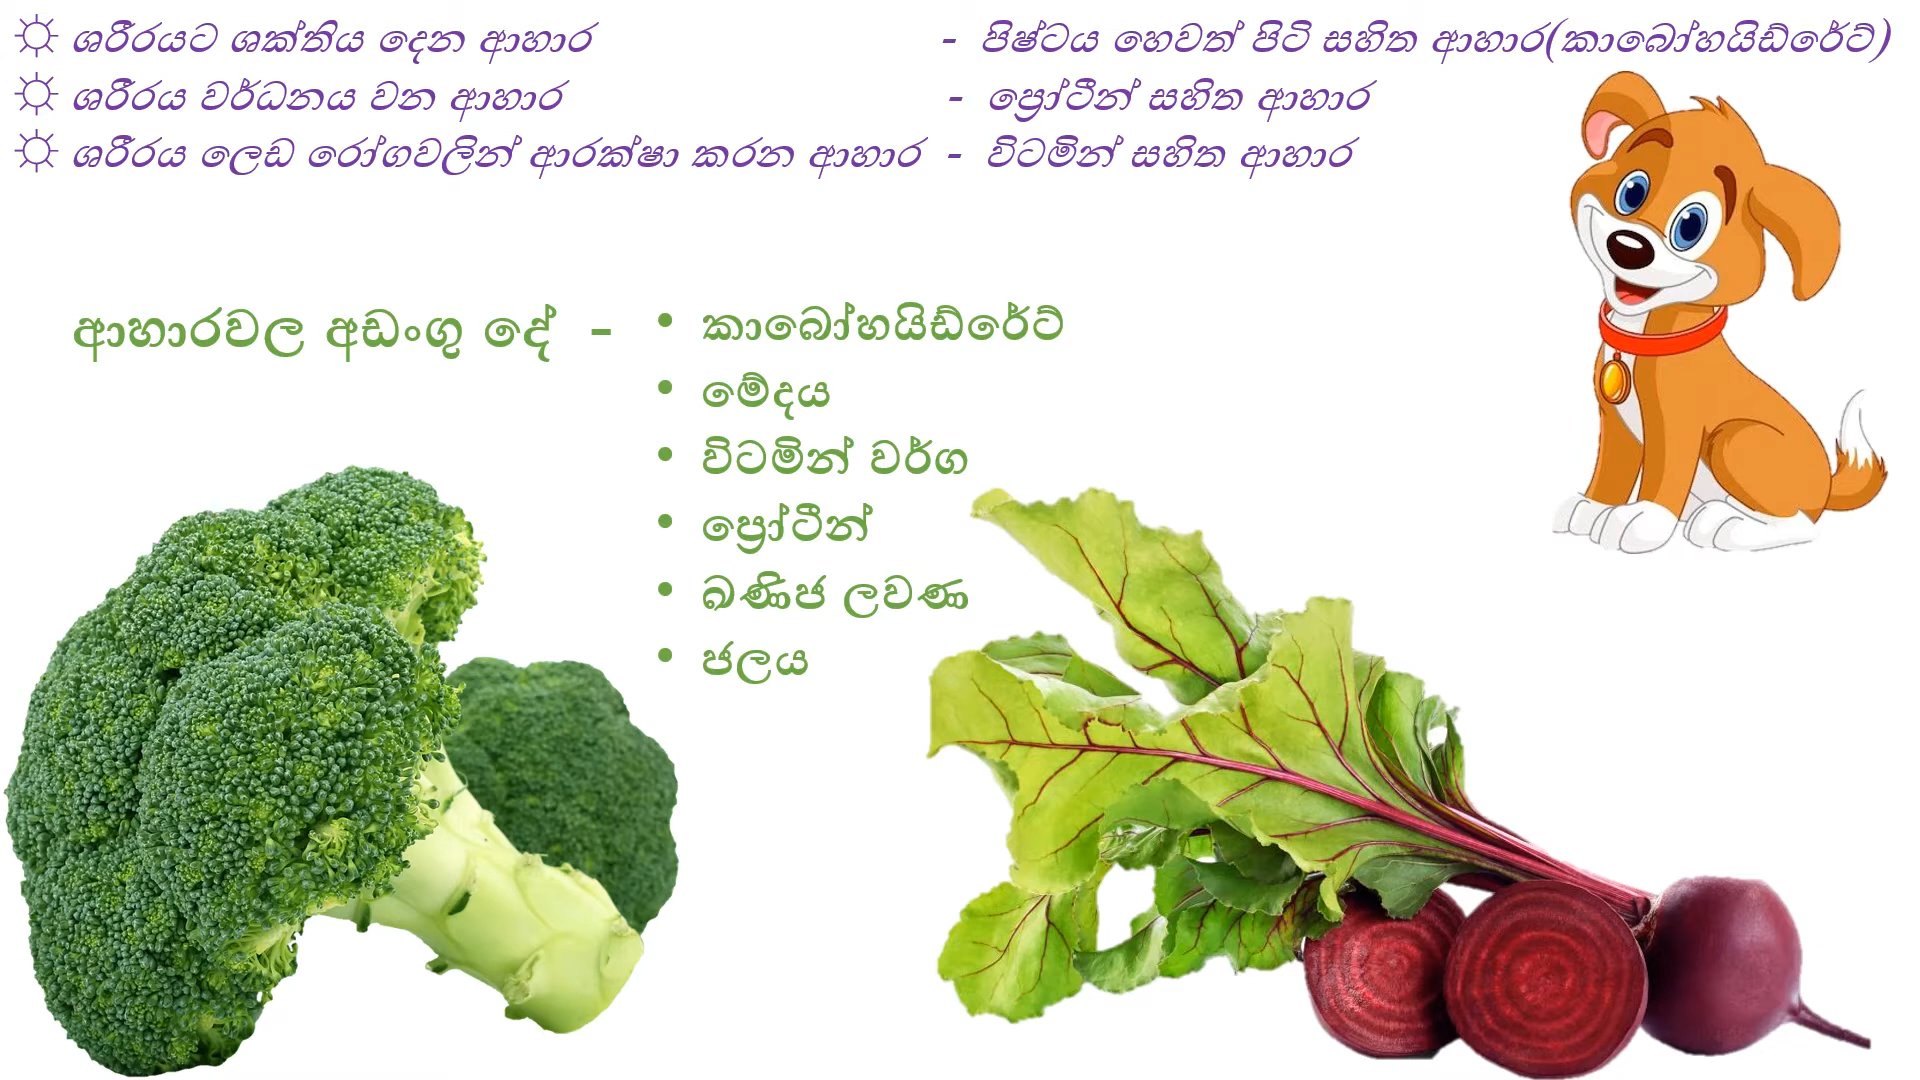 ☼ ශරීරයට ශක්තිය දෙන ආහාර - පිෂ්ටය හෙවත් පිටි සහිත ආහාර(කාබෝහයිඩ්රේට්)
☼ ශරීරය වර්ධනය වන ආහාර - ප්‍රෝටීන් සහිත ආහාර
☼ ශරීරය ලෙඩ රෝගවලින් ආරක්ෂා කරන ආහාර - විටමින් සහිත ආහාර
ආහාරවල අඩංගු දේ - • කාබෝහයිඩ්රේට්
• මේදය
• විටමින් වර්ග
• ප්‍රෝටීන්
• ඛණිජ ලවණ
• ජලය